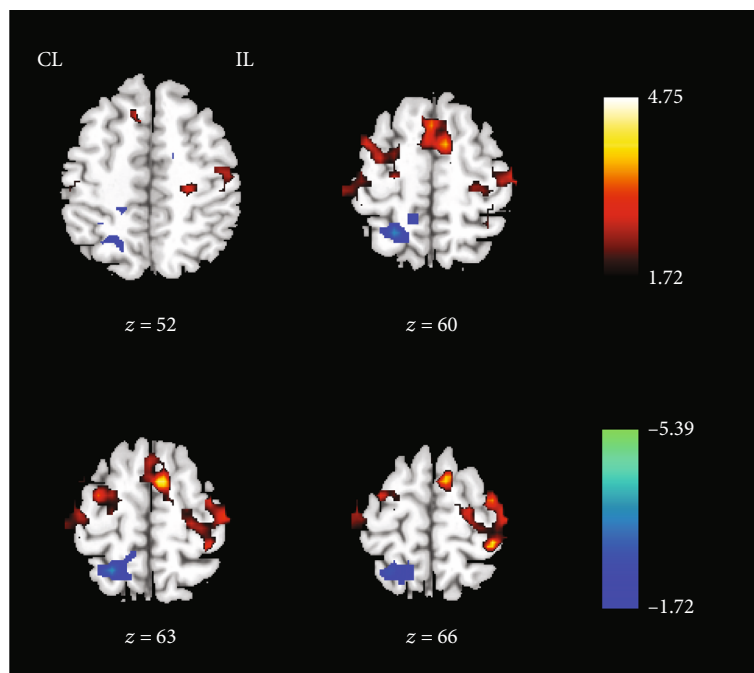 CL
IL
4.75
1.72
z = 52
z = 60
–5.39
–1.72
z = 63
z = 66